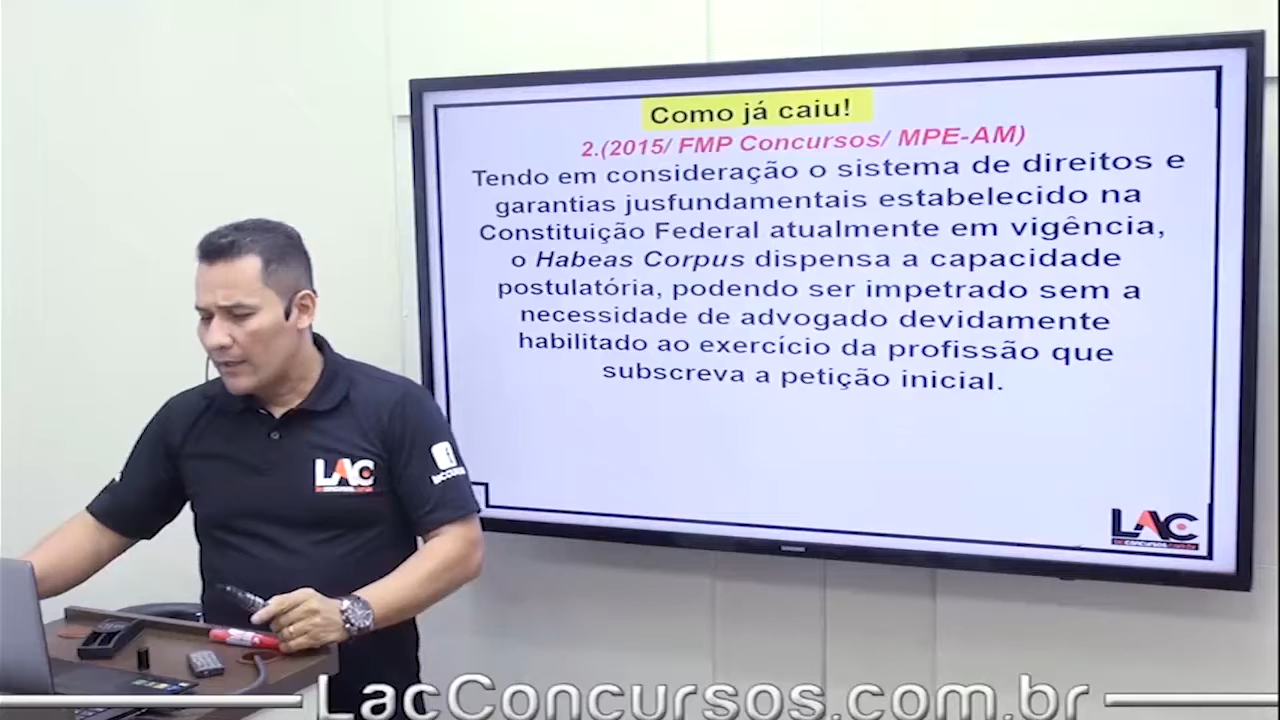 Como já caiu!
2.(2015/ FMP Concursos/ MPE-AM)
Tendo em consideração o sistema de direitos e
garantias jusfundamentais estabelecido na
Constituição Federal atualmente em vigência,
o Habeas Corpus dispensa a capacidade
postulatória, podendo ser impetrado sem a
necessidade de advogado devidamente
habilitado ao exercício da profissão que
subscreva a petição inicial.
LAC
LAC
LacConcursos.com.br